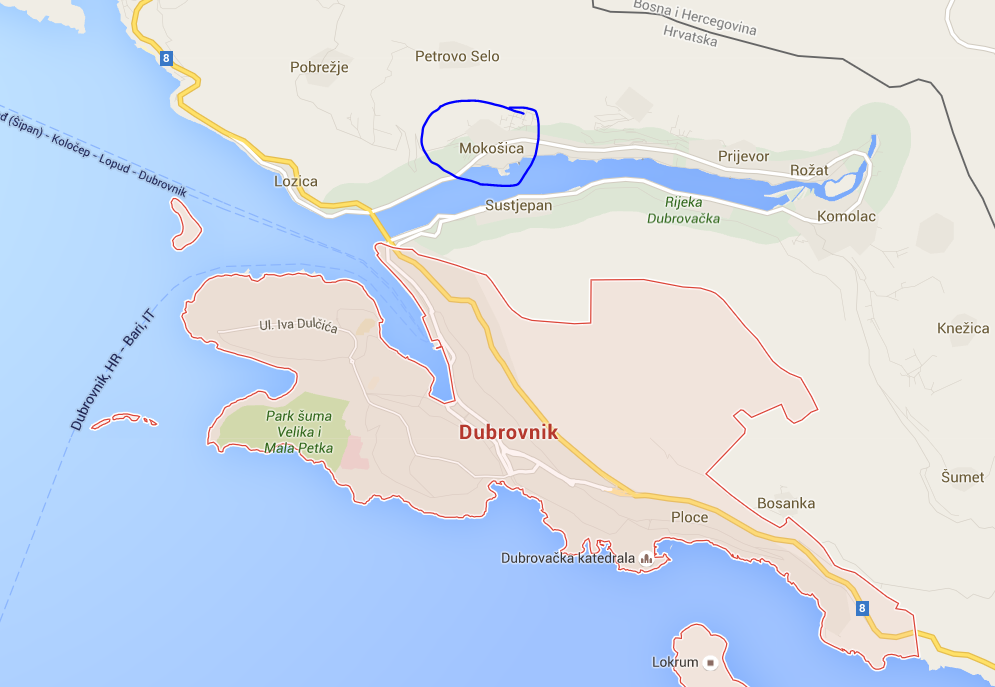 Bosna i Hercegovina
Hrvatska
8
Petrovo Selo
Pobrežje
(Šipan) - Koločep - Lopud - Dubrovnik
Mokošica
Prijevor
Rožat
Lozica
Sustjepan
Rijeka
Dubrovačka
Komolac
Dubrovnik, HR - Bari, IT
Ul. Iva Dulčića
Knežica
Park šuma
Velika i
Mala Petka
Dubrovnik
Šumet
Bosanka
Ploce
Dubrovačka katedrala
8
Lokrum